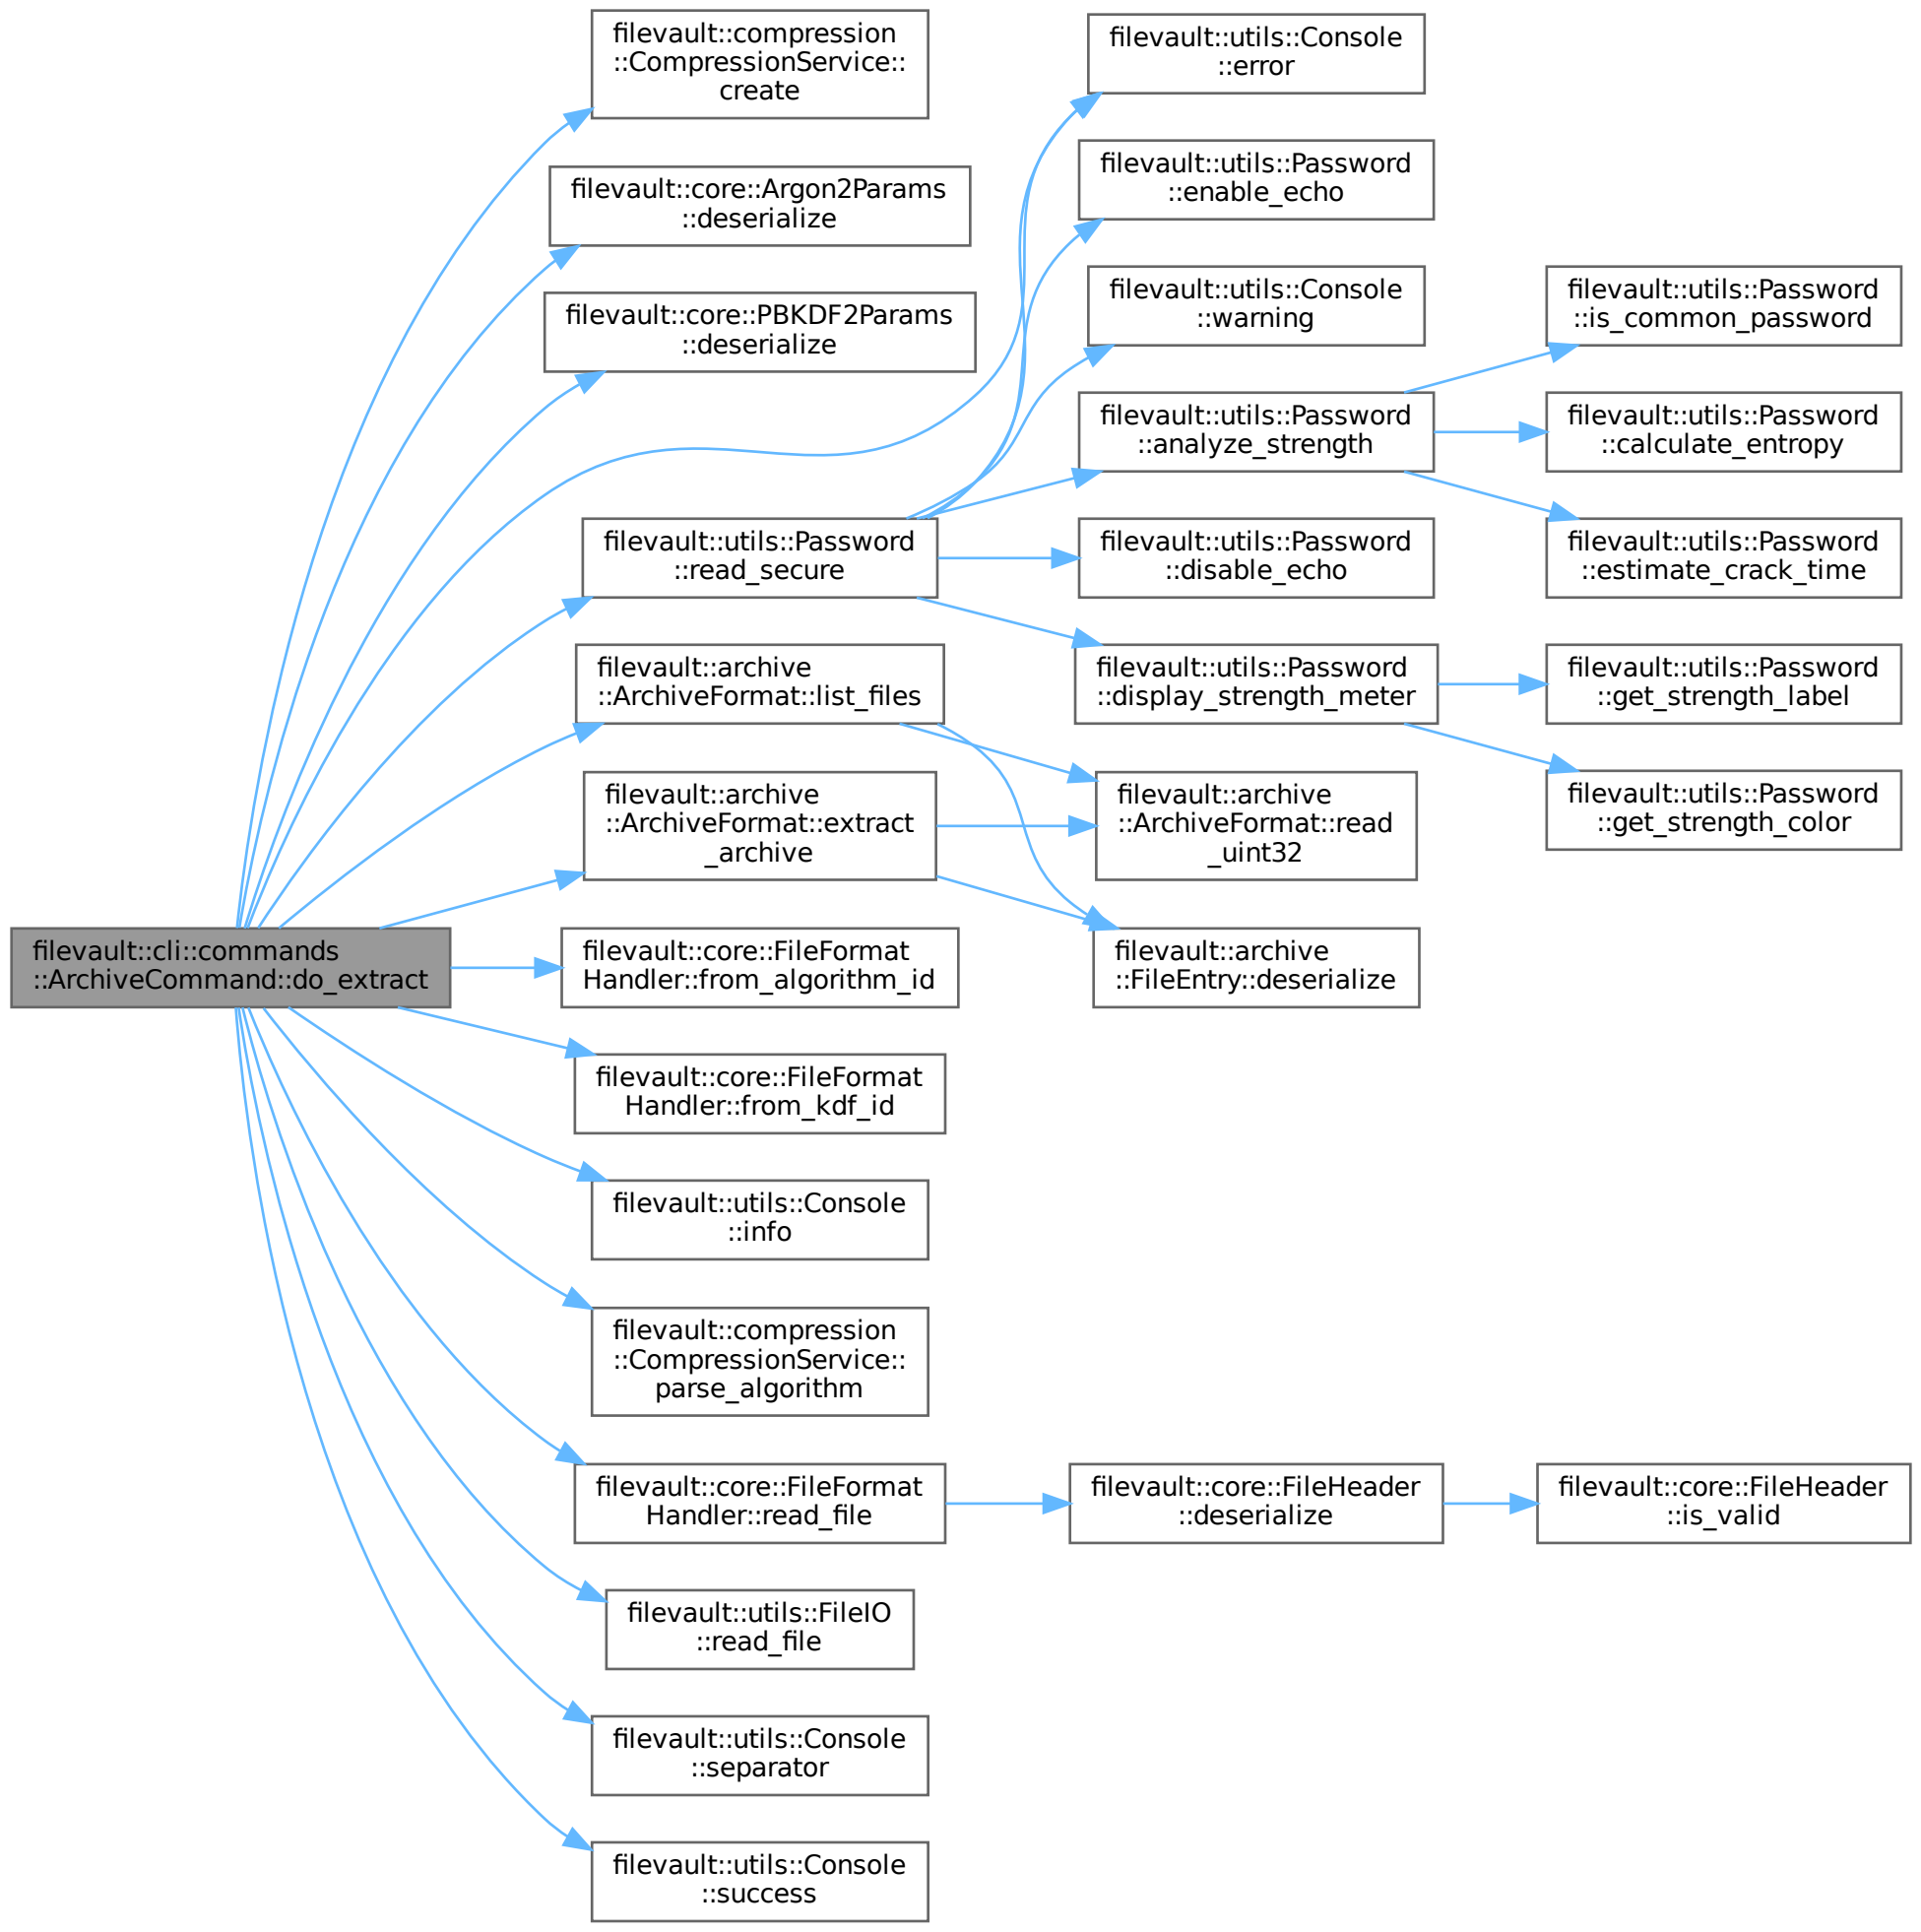 filevault::cli::commands
::ArchiveCommand::do_extract
filevault::compression
::CompressionService::
create
filevault::core::Argon2Params
::deserialize
filevault::core::PBKDF2Params
::deserialize
filevault::utils::Password
::read_secure
filevault::archive
::ArchiveFormat::list_files
filevault::archive
::ArchiveFormat::extract
_archive
filevault::core::FileFormat
Handler::from_algorithm_id
filevault::core::FileFormat
Handler::from_kdf_id
filevault::utils::Console
::info
filevault::compression
::CompressionService::
parse_algorithm
filevault::core::FileFormat
Handler::read_file
filevault::utils::FileIO
::read_file
filevault::utils::Console
::separator
filevault::utils::Console
::success
filevault::utils::Console
::error
filevault::utils::Password
::enable_echo
filevault::utils::Console
::warning
filevault::utils::Password
::analyze_strength
filevault::utils::Password
::disable_echo
filevault::utils::Password
::display_strength_meter
filevault::archive
::ArchiveFormat::read
_uint32
filevault::archive
::FileEntry::deserialize
filevault::core::FileHeader
::deserialize
filevault::utils::Password
::is_common_password
filevault::utils::Password
::calculate_entropy
filevault::utils::Password
::estimate_crack_time
filevault::utils::Password
::get_strength_label
filevault::utils::Password
::get_strength_color
filevault::core::FileHeader
::is_valid